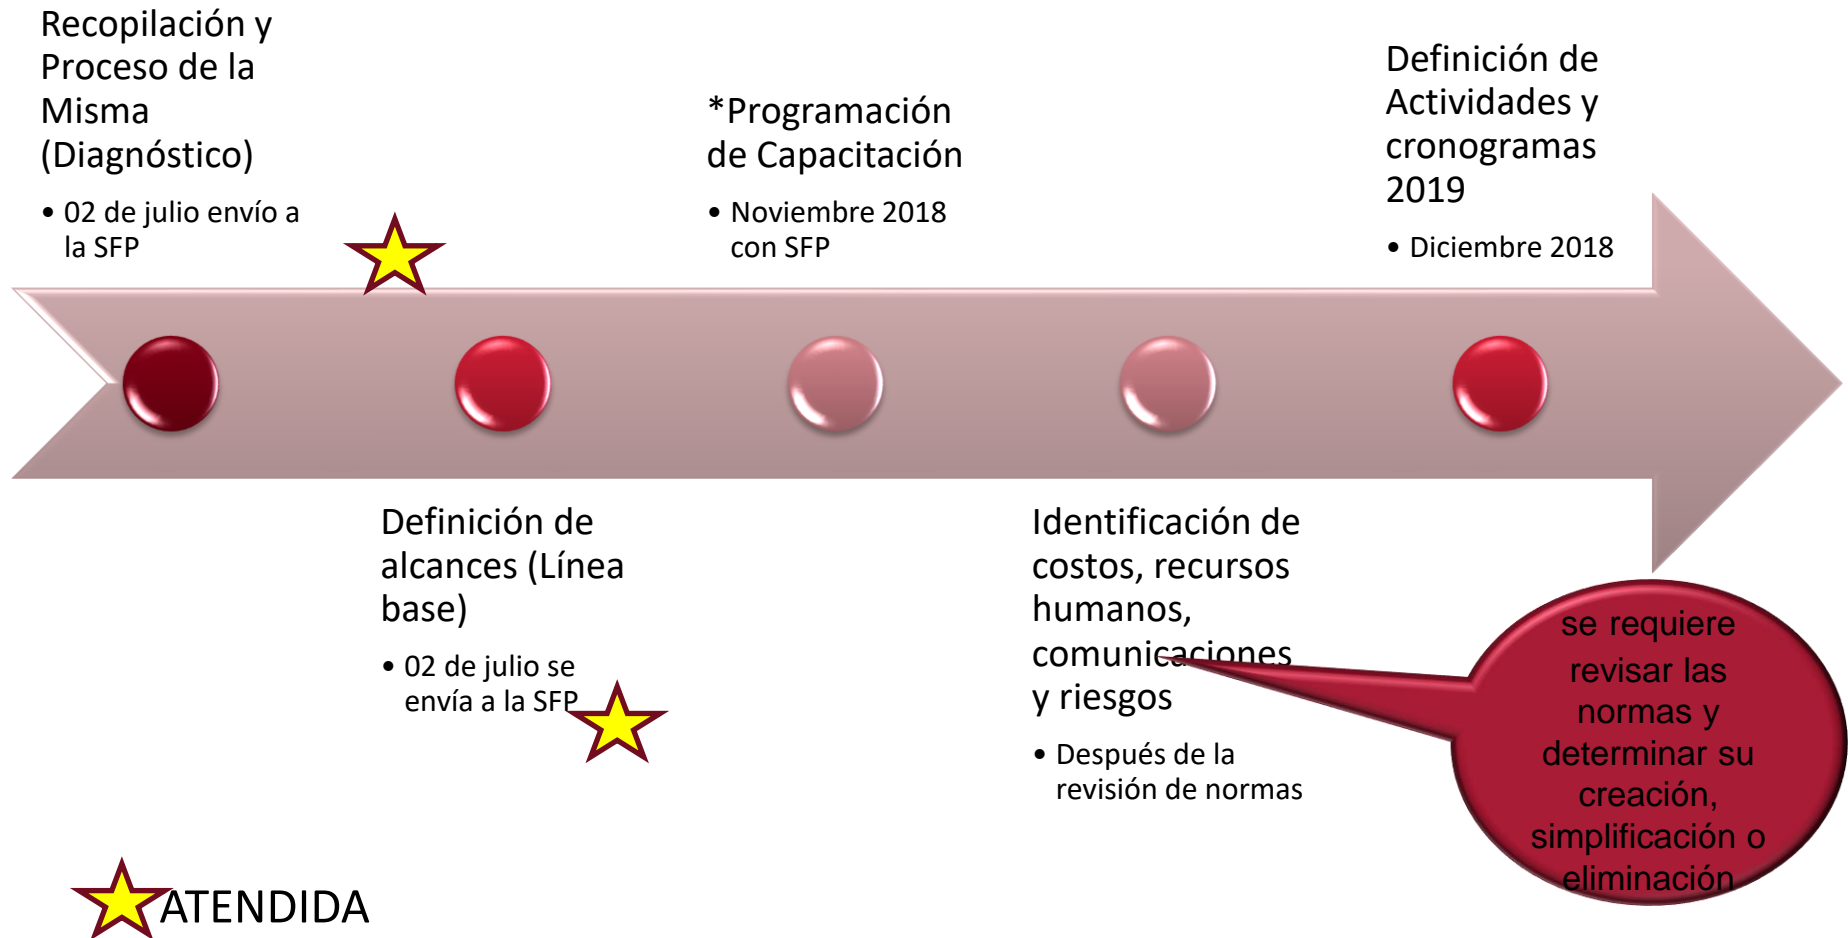 Recopilación y
Proceso de la
Misma
(Diagnóstico)
• 02 de julio envío a
la SFP
*Programación
de Capacitación
• Noviembre 2018
con SFP
Definición de
Actividades y
cronogramas
2019
• Diciembre 2018
Definición de
alcances (Línea
base)
• 02 de julio se
envía a la SFP
Identificación de
costos, recursos
humanos,
comunicaciones
y riesgos
• Después de la
revisión de normas
se requiere
revisar las
normas y
determinar su
creación,
simplificación o
eliminación
ATENDIDA